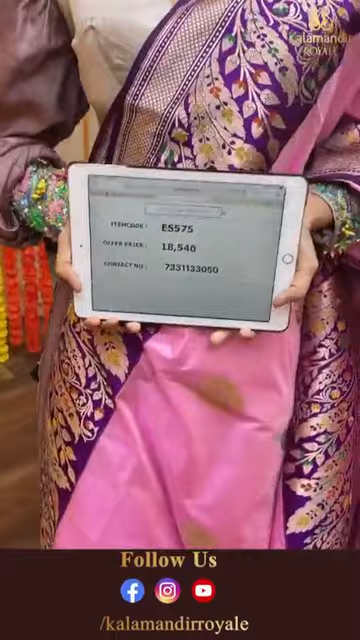 kalamandir
ROYALE
ITEMCODE : ES575
OFFER PRICE : 18,548
CONTACT NO : 7331133050
Follow Us
/kalamandirroyale